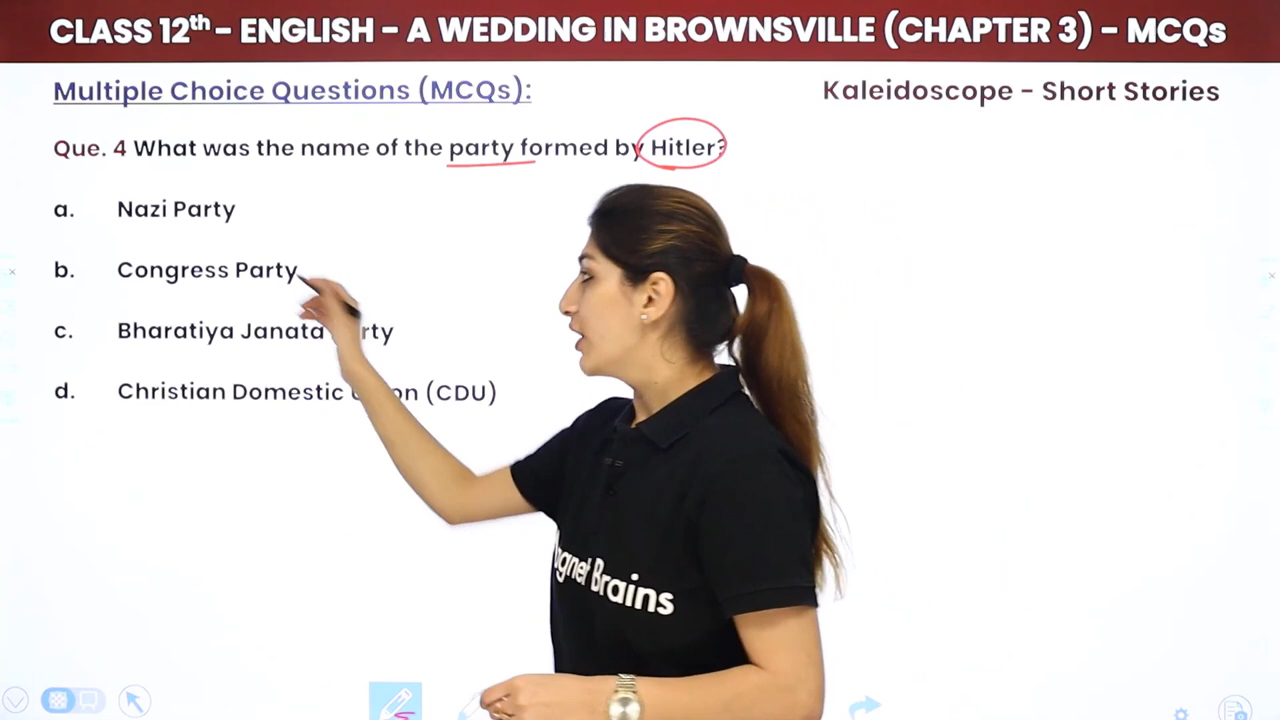 CLASS 12th – ENGLISH – A WEDDING IN BROWNSVILLE (CHAPTER 3) – MCQs
Multiple Choice Questions (MCQs):
Kaleidoscope - Short Stories
Que. 4 What was the name of the party formed by Hitler?
a. Nazi Party
b. Congress Party
c. Bharatiya Janata
d. Christian Domestic (CDU)
Brains